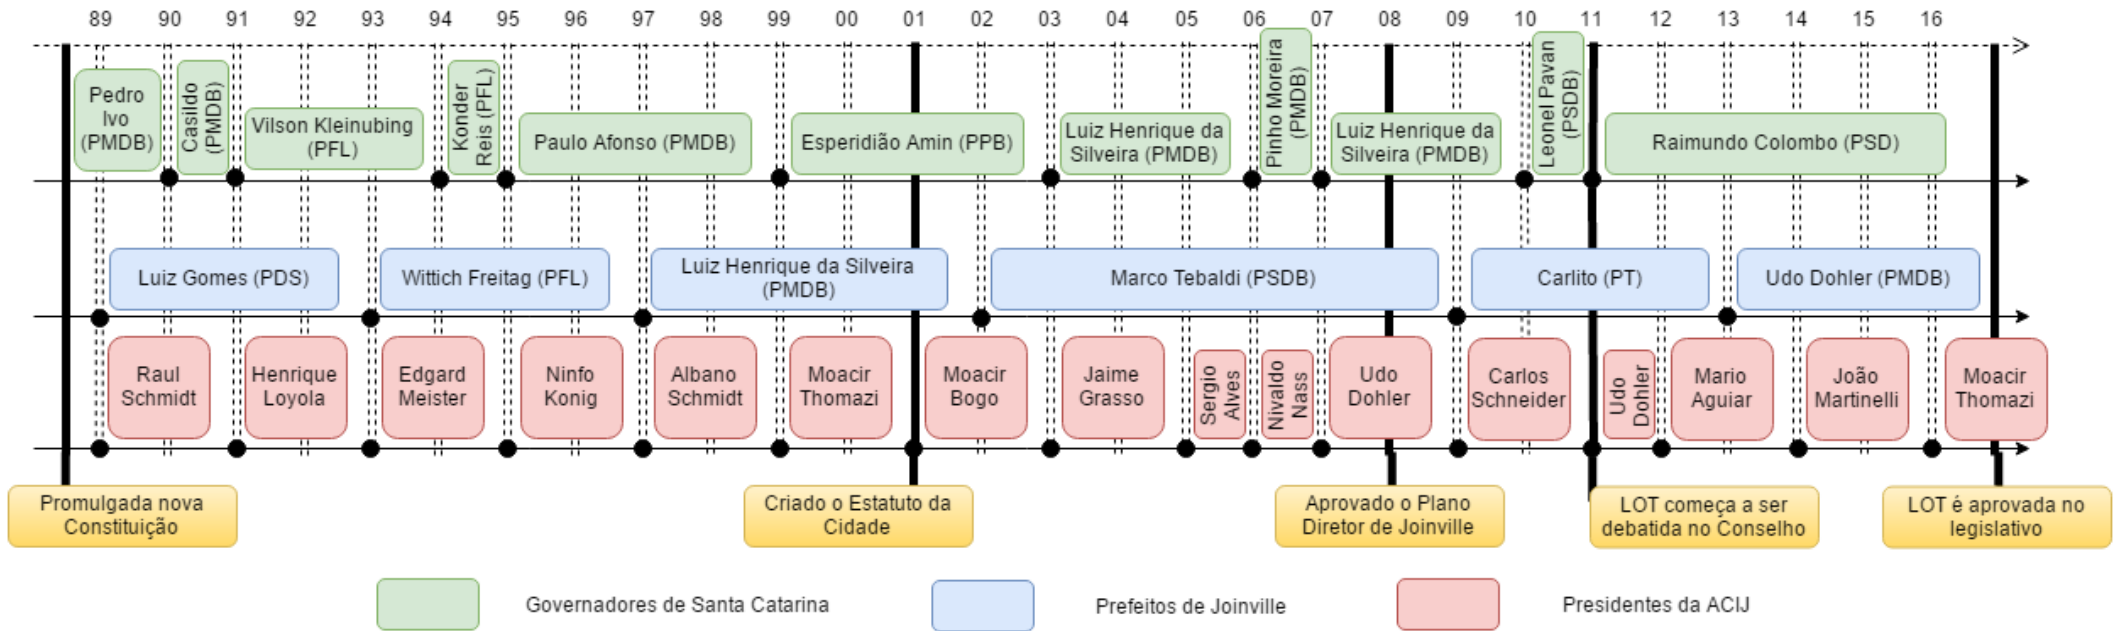 89 90 91 92 93 94 95 96 97 98 99 00 01 02 03 04 05 06 07 08 09 10 11 12 13 14 15 16
Pedro
Ivo
(PMDB)
Casildo
(PMDB)
Vilson Kleinubing
(PFL)
Konder
Reis (PFL)
Paulo Afonso (PMDB)
Esperidião Amin (PPB)
Luiz Henrique da
Silveira (PMDB)
Pinho Moreira
(PMDB)
Luiz Henrique da
Silveira (PMDB)
Leonel Pavan
(PSDB)
Raimundo Colombo (PSD)
Luiz Gomes (PDS)
Wittich Freitag (PFL)
Luiz Henrique da Silveira
(PMDB)
Marco Tebaldi (PSDB)
Carlito (PT)
Udo Dohler (PMDB)
Raul
Schmidt
Henrique
Loyola
Edgard
Meister
Ninfo
Konig
Albano
Schmidt
Moacir
Thomazi
Moacir
Bogo
Jaime
Grasso
Sergio
Alves
Nivaldo
Nass
Udo
Dohler
Carlos
Schneider
Udo
Dohler
Mario
Aguiar
João
Martinelli
Moacir
Thomazi
Promulgada nova
Constituição
Criado o Estatuto da
Cidade
Aprovado o Plano
Diretor de Joinville
LOT começa a ser
debatida no Conselho
LOT é aprovada no
legislativo
Governadores de Santa Catarina
Prefeitos de Joinville
Presidentes da ACIJ